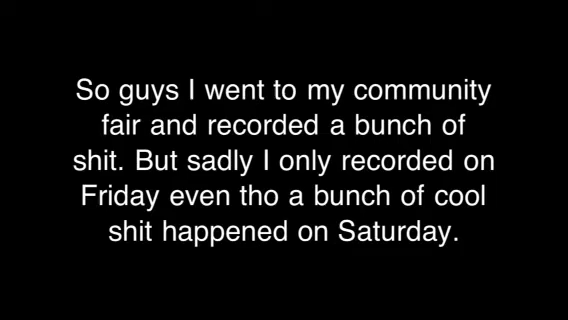 So guys I went to my community
fair and recorded a bunch of
shit. But sadly I only recorded on
Friday even tho a bunch of cool
shit happened on Saturday.